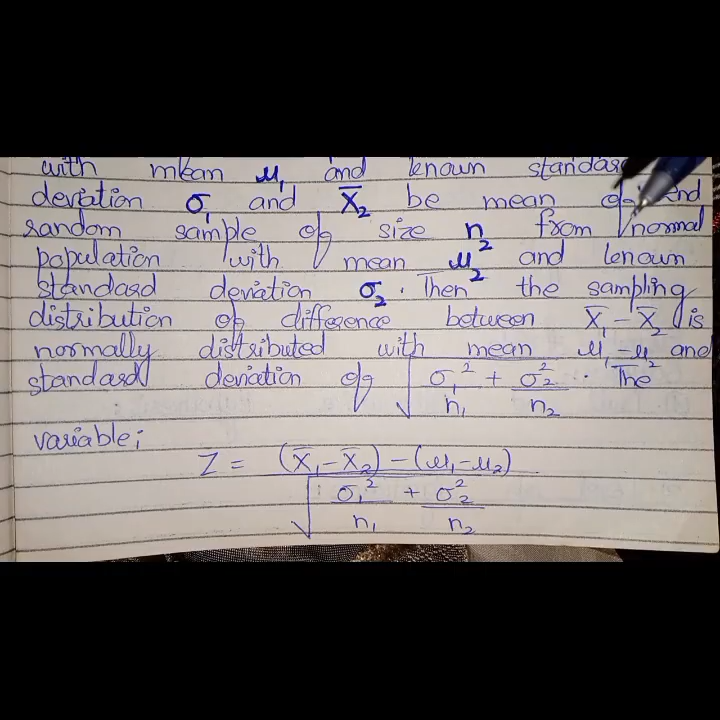 with mean μ₁ and known standard
deviation σ₁ and X̄₂ be mean of 2nd
random sample of size n₂ from normal
population with mean μ₂ and known
standard deviation σ₂. Then the sampling
distribution of difference between X̄₁-X̄₂ is
normally distributed with mean μ₁-μ₂ and
standard deviation of √(σ₁²/n₁ + σ₂²/n₂). The
variable;
Z = ((X̄₁-X̄₂)-(μ₁-μ₂)) / √(σ₁²/n₁ + σ₂²/n₂)